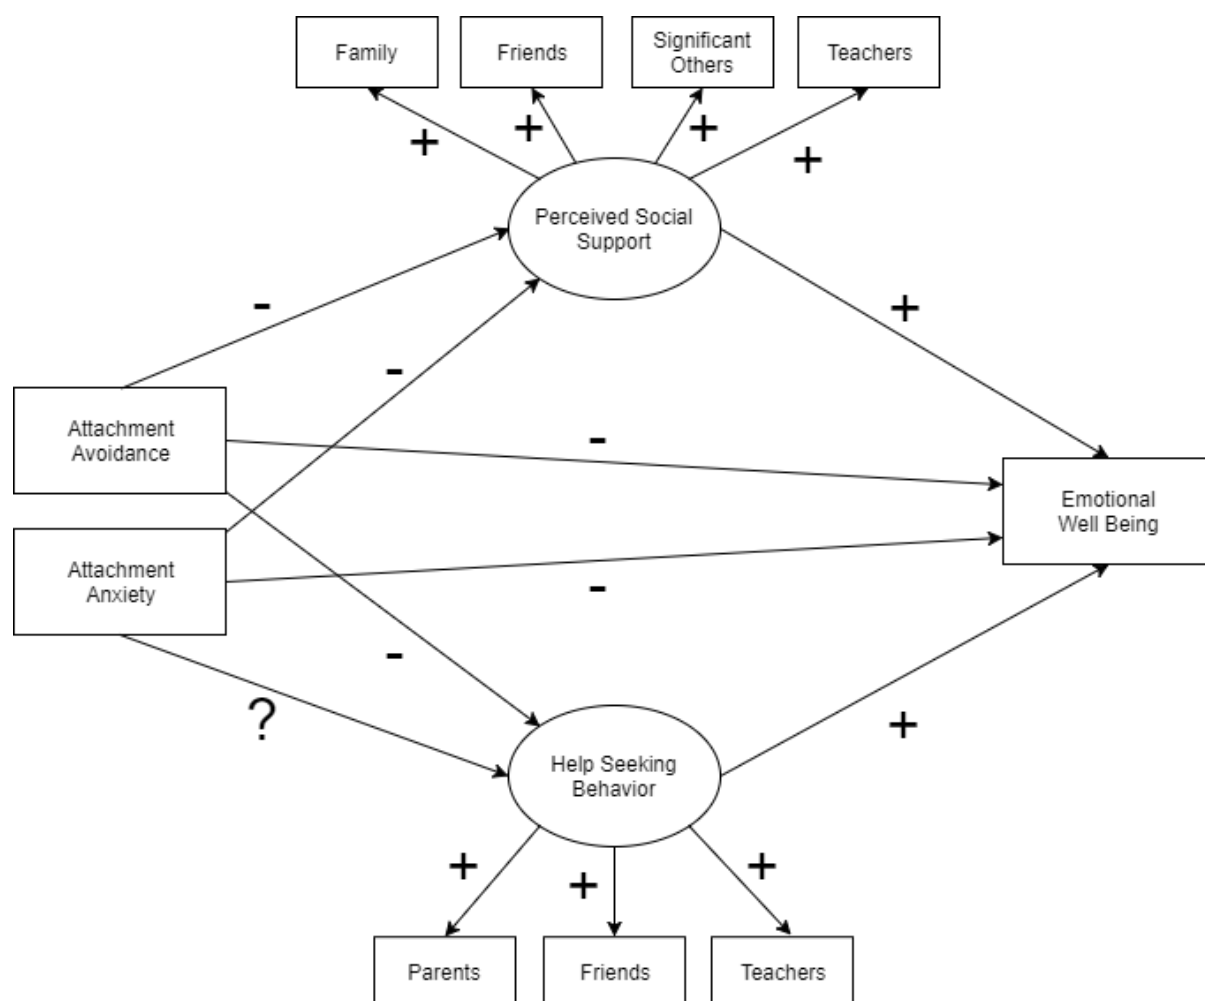 Family
Friends
Significant
Others
Teachers
+
+
+
+
Perceived Social
Support
-
+
-
Attachment
Avoidance
-
Emotional
Well Being
Attachment
Anxiety
-
-
?
+
Help Seeking
Behavior
+
+
+
Parents
Friends
Teachers